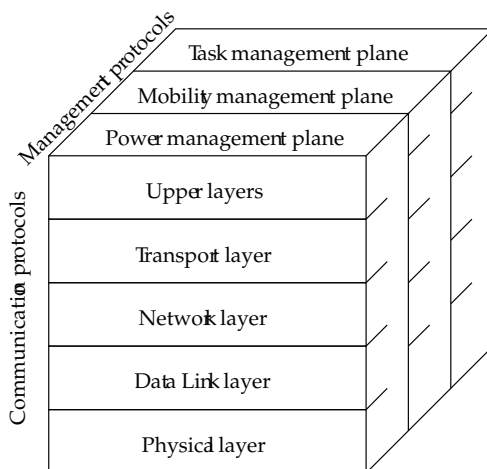 Management protocols
Task management plane
Mobility management plane
Power management plane
Communication protocols
Upper layers
Transport layer
Network layer
Data Link layer
Physical layer